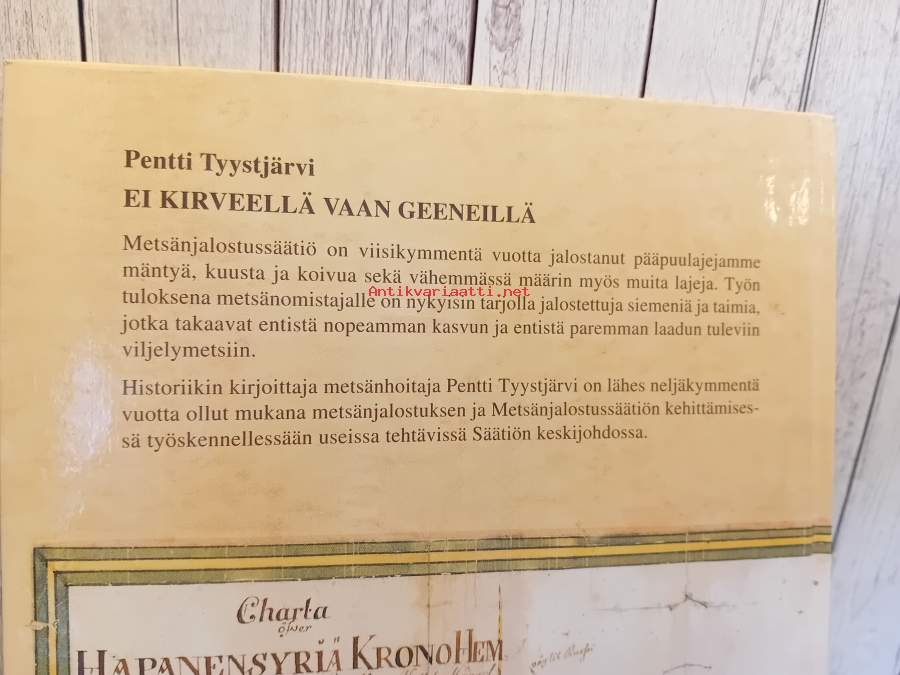 Pentti Tyystjärvi
EI KIRVEELLÄ VAAN GEENEILLÄ
Metsänjalostussäätiö on viisikymmentä vuotta jalostanut pääpuulajejamme
mäntyä, kuusta ja koivua sekä vähemmässä määrin myös muita lajeja. Työn
Antikvariaatti.net
tuloksena metsänomistajalle on nykyisin tarjolla jalostettuja siemeniä ja taimia,
jotka takaavat entistä nopeamman kasvun ja entistä paremman laadun tuleviin
viljelymetsiin.
Historiikin kirjoittaja metsänhoitaja Pentti Tyystjärvi on lähes neljäkymmentä
vuotta ollut mukana metsänjalostuksen ja Metsänjalostussäätiön kehittämises-
sä työskennellessään useissa tehtävissä Säätiön keskijohdossa.
Charta
öfwer
HAPANENSYRIÄ KRONOHEM